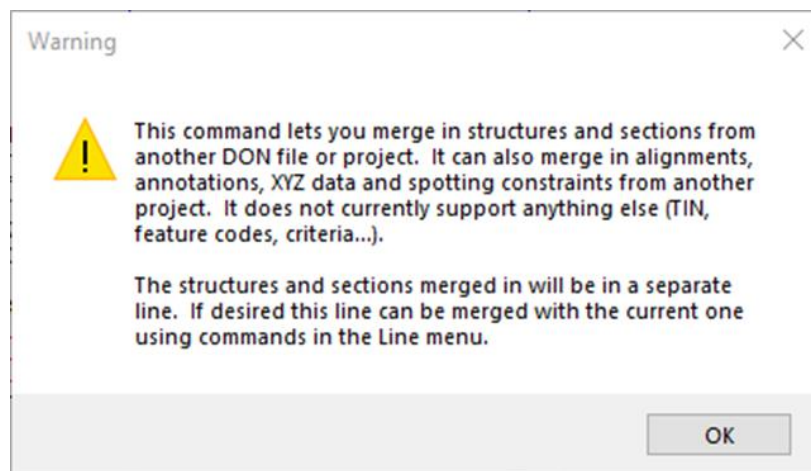 Warning
This command lets you merge in structures and sections from
another DON file or project.  It can also merge in alignments,
annotations, XYZ data and spotting constraints from another
project.  It does not currently support anything else (TIN,
feature codes, criteria...).
The structures and sections merged in will be in a separate
line.  If desired this line can be merged with the current one
using commands in the Line menu.
OK